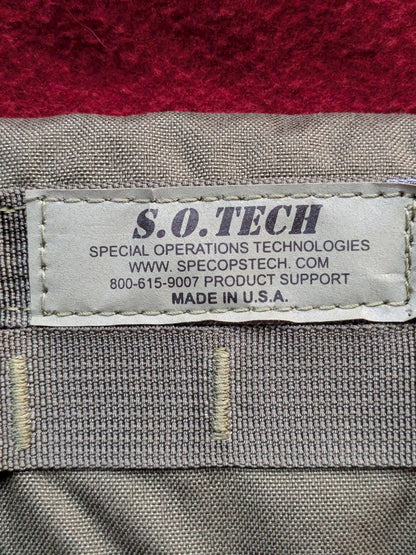 S.O.TECH
SPECIAL OPERATIONS TECHNOLOGIES
WWW. SPECOPSTECH. COM
800-615-9007 PRODUCT SUPPORT
MADE IN U.S.A.